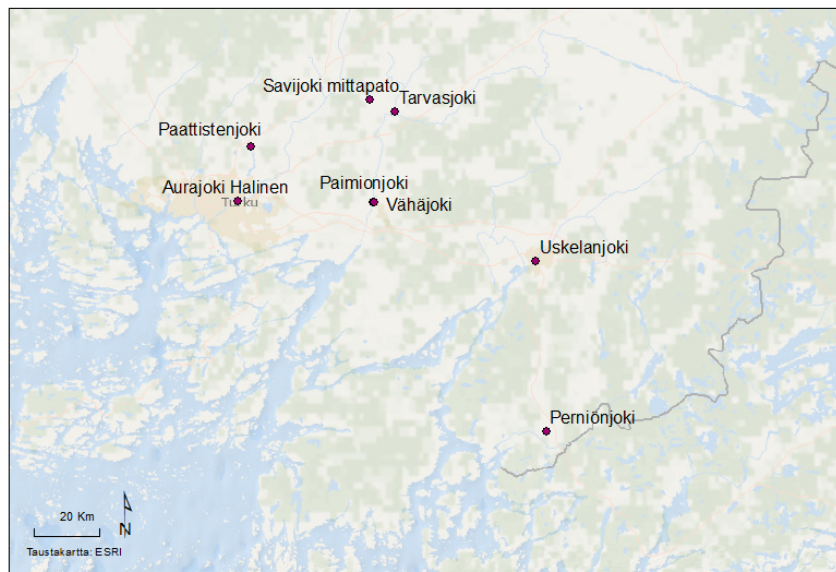 Savijoki mittapato
Tarvasjoki
Paattistenjoki
Aurajoki Halinen
Turku
Paimionjoki
Vähäjoki
Uskelanjoki
Perniönjoki
20 Km
N
Taustakartta: ESRI